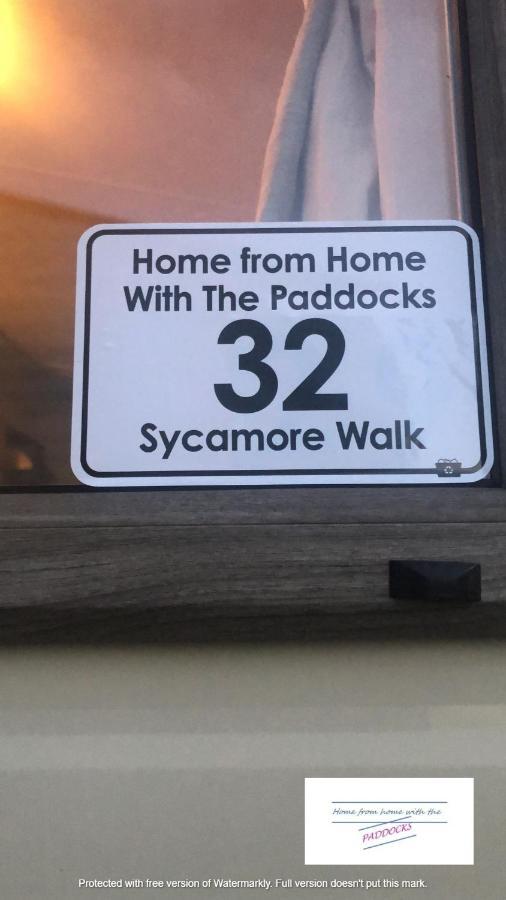 Home from Home
With The Paddocks
32
Sycamore Walk
Home from home with the
PADDOCKS
Protected with free version of Watermarkly. Full version doesn't put this mark.